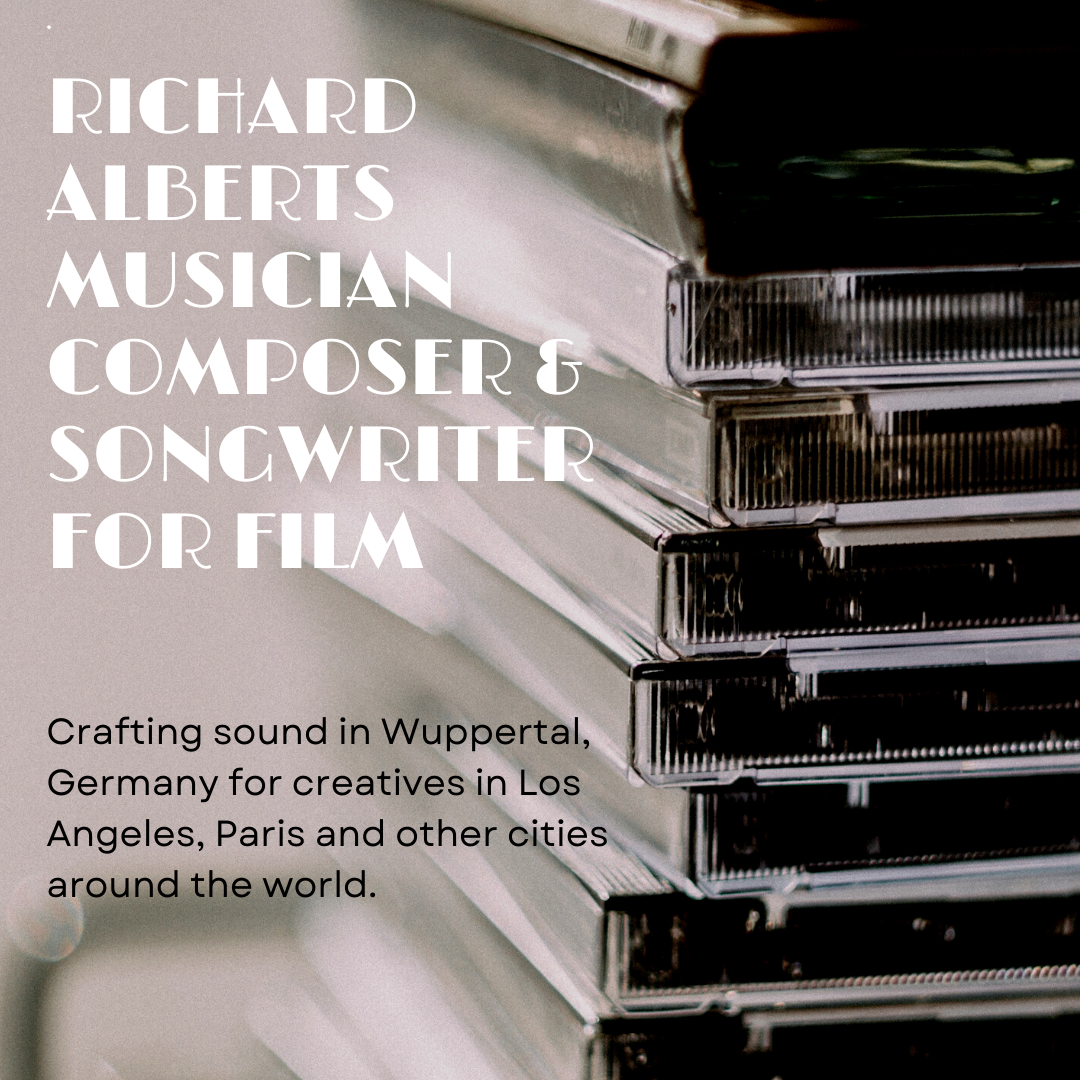 RICHARD
ALBERTS
MUSICIAN
COMPOSER &
SONGWRITER
FOR FILM
Crafting sound in Wuppertal,
Germany for creatives in Los
Angeles, Paris and other cities
around the world.